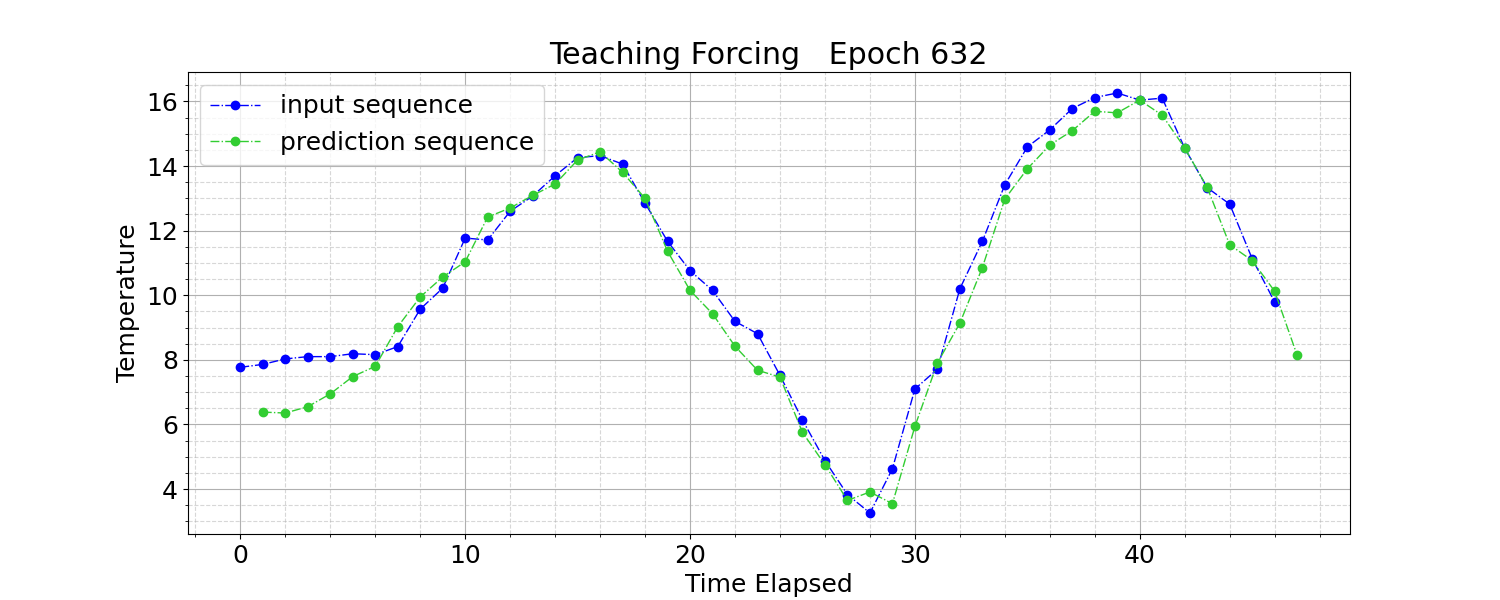 Teaching Forcing   Epoch 632
input sequence
prediction sequence
Temperature
16
14
12
10
8
6
4
0 10 20 30 40
Time Elapsed